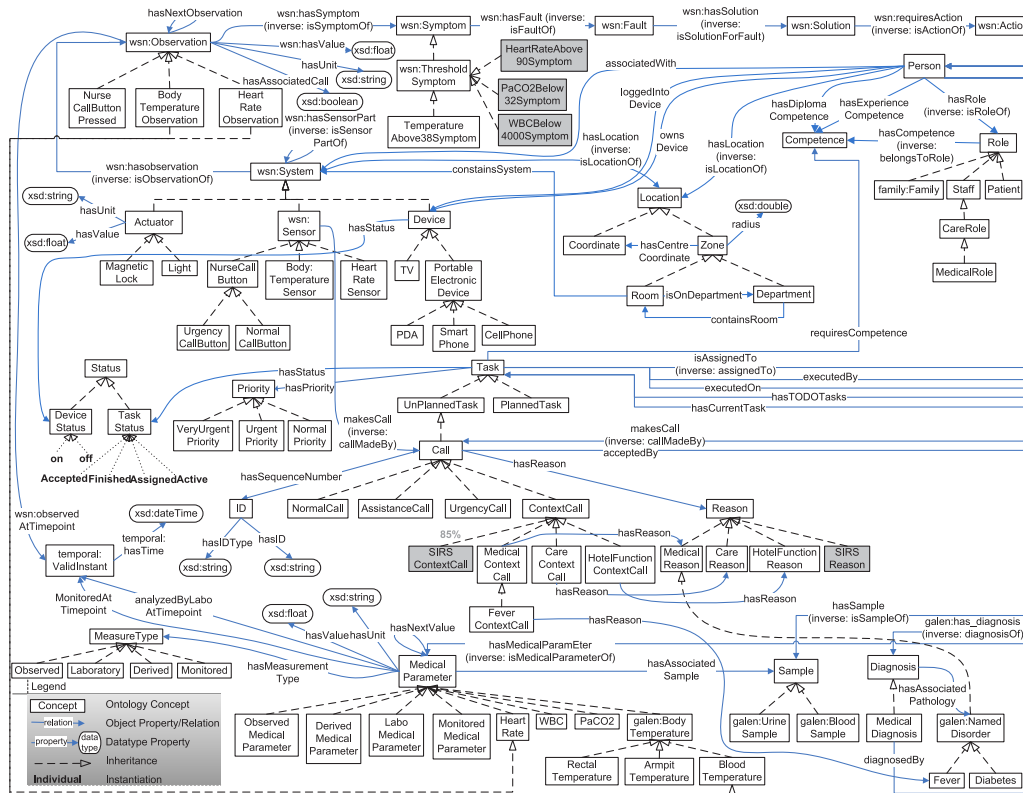 hasNextObservation
wsn:hasSymptom
(inverse: isSymptomOf)
wsn:Symptom
wsn:hasFault (inverse:
isFaultOf)
wsn:Fault
wsn:hasSolution
(inverse:
isSolutionForFault)
wsn:Solution
wsn:requiresAction
(inverse: isActionOf)
wsn:Actio
wsn:Observation
wsn:hasValue
xsd:float
hasUnit
xsd:string
hasAssociatedCall
xsd:boolean
Nurse
CallButton
Pressed
Body
Temperature
Observation
Heart
Rate
Observation
wsn:Threshold
Symptom
HeartRateAbove
90Symptom
PaCO2Below
32Symptom
WBCBelow
4000Symptom
Temperature
Above38Symptom
associatedWith
loggedInto
Device
owns
Device
Person
hasDiploma
Competence
hasExperience
Competence
hasRole
(inverse: isRoleOf)
Competence
hasCompetence
(inverse:
belongsToRole)
Role
family:Family
Staff
Patient
CareRole
MedicalRole
wsn:hasSensorPart
(inverse: isSensor
PartOf)
wsn:hasobservation
(inverse: isObservationOf)
wsn:System
constainsSystem
hasLocation
(inverse:
isLocationOf)
hasLocation
(inverse:
isLocationOf)
Location
xsd:double
radius
Coordinate
hasCentre
Coordinate
Zone
Room
isOnDepartment
Department
containsRoom
xsd:string
hasUnit
hasValue
xsd:float
Actuator
wsn:
Sensor
Device
hasStatus
Magnetic
Lock
Light
NurseCall
Button
Body:
Temperature
Sensor
Heart
Rate
Sensor
TV
Portable
Electronic
Device
Urgency
CallButton
Normal
CallButton
PDA
Smart
Phone
CellPhone
requiresCompetence
Status
hasStatus
Task
isAssignedTo
(inverse: assignedTo)
executedBy
executedOn
hasTODOTasks
hasCurrentTask
Priority
hasPriority
Device
Status
Task
Status
VeryUrgent
Priority
Urgent
Priority
Normal
Priority
UnPlannedTask
PlannedTask
on
off
Accepted
Finished
Assigned
Active
makesCall
(inverse:
callMadeBy)
Call
makesCall
(inverse: callMadeBy)
acceptedBy
hasSequenceNumber
hasReason
wsn:observed
AtTimepoint
xsd:dateTime
temporal:
hasTime
ID
NormalCall
AssistanceCall
UrgencyCall
ContextCall
Reason
temporal:
ValidInstant
hasIDType
hasID
xsd:string
xsd:string
85%
SIRS
ContextCall
Medical
Context
Call
Care
Context
Call
HotelFunction
ContextCall
hasReason
Medical
Reason
Care
Reason
HotelFunction
Reason
SIRS
Reason
hasReason
hasReason
MonitoredAt
Timepoint
analyzedByLabo
AtTimepoint
xsd:string
xsd:float
Fever
ContextCall
hasReason
hasSample
(inverse: isSampleOf)
galen:has_diagnosis
(inverse: diagnosisOf)
MeasureType
hasValue
hasUnit
hasNextValue
hasMedicalParamEter
(inverse: isMedicalParameterOf)
Observed
Laboratory
Derived
Monitored
hasMeasurement
Type
Medical
Parameter
hasAssociated
Sample
Sample
Diagnosis
hasAssociated
Pathology
Legend
Concept
Ontology Concept
relation
Object Property/Relation
property
data
type
Datatype Property
Inheritance
Individual
Instantiation
Observed
Medical
Parameter
Derived
Medical
Parameter
Labo
Medical
Parameter
Monitored
Medical
Parameter
Heart
Rate
WBC
PaCO2
galen:Body
Temperature
galen:Urine
Sample
galen:Blood
Sample
Medical
Diagnosis
galen:Named
Disorder
diagnosedBy
Rectal
Temperature
Armpit
Temperature
Blood
Temperature
Fever
Diabetes